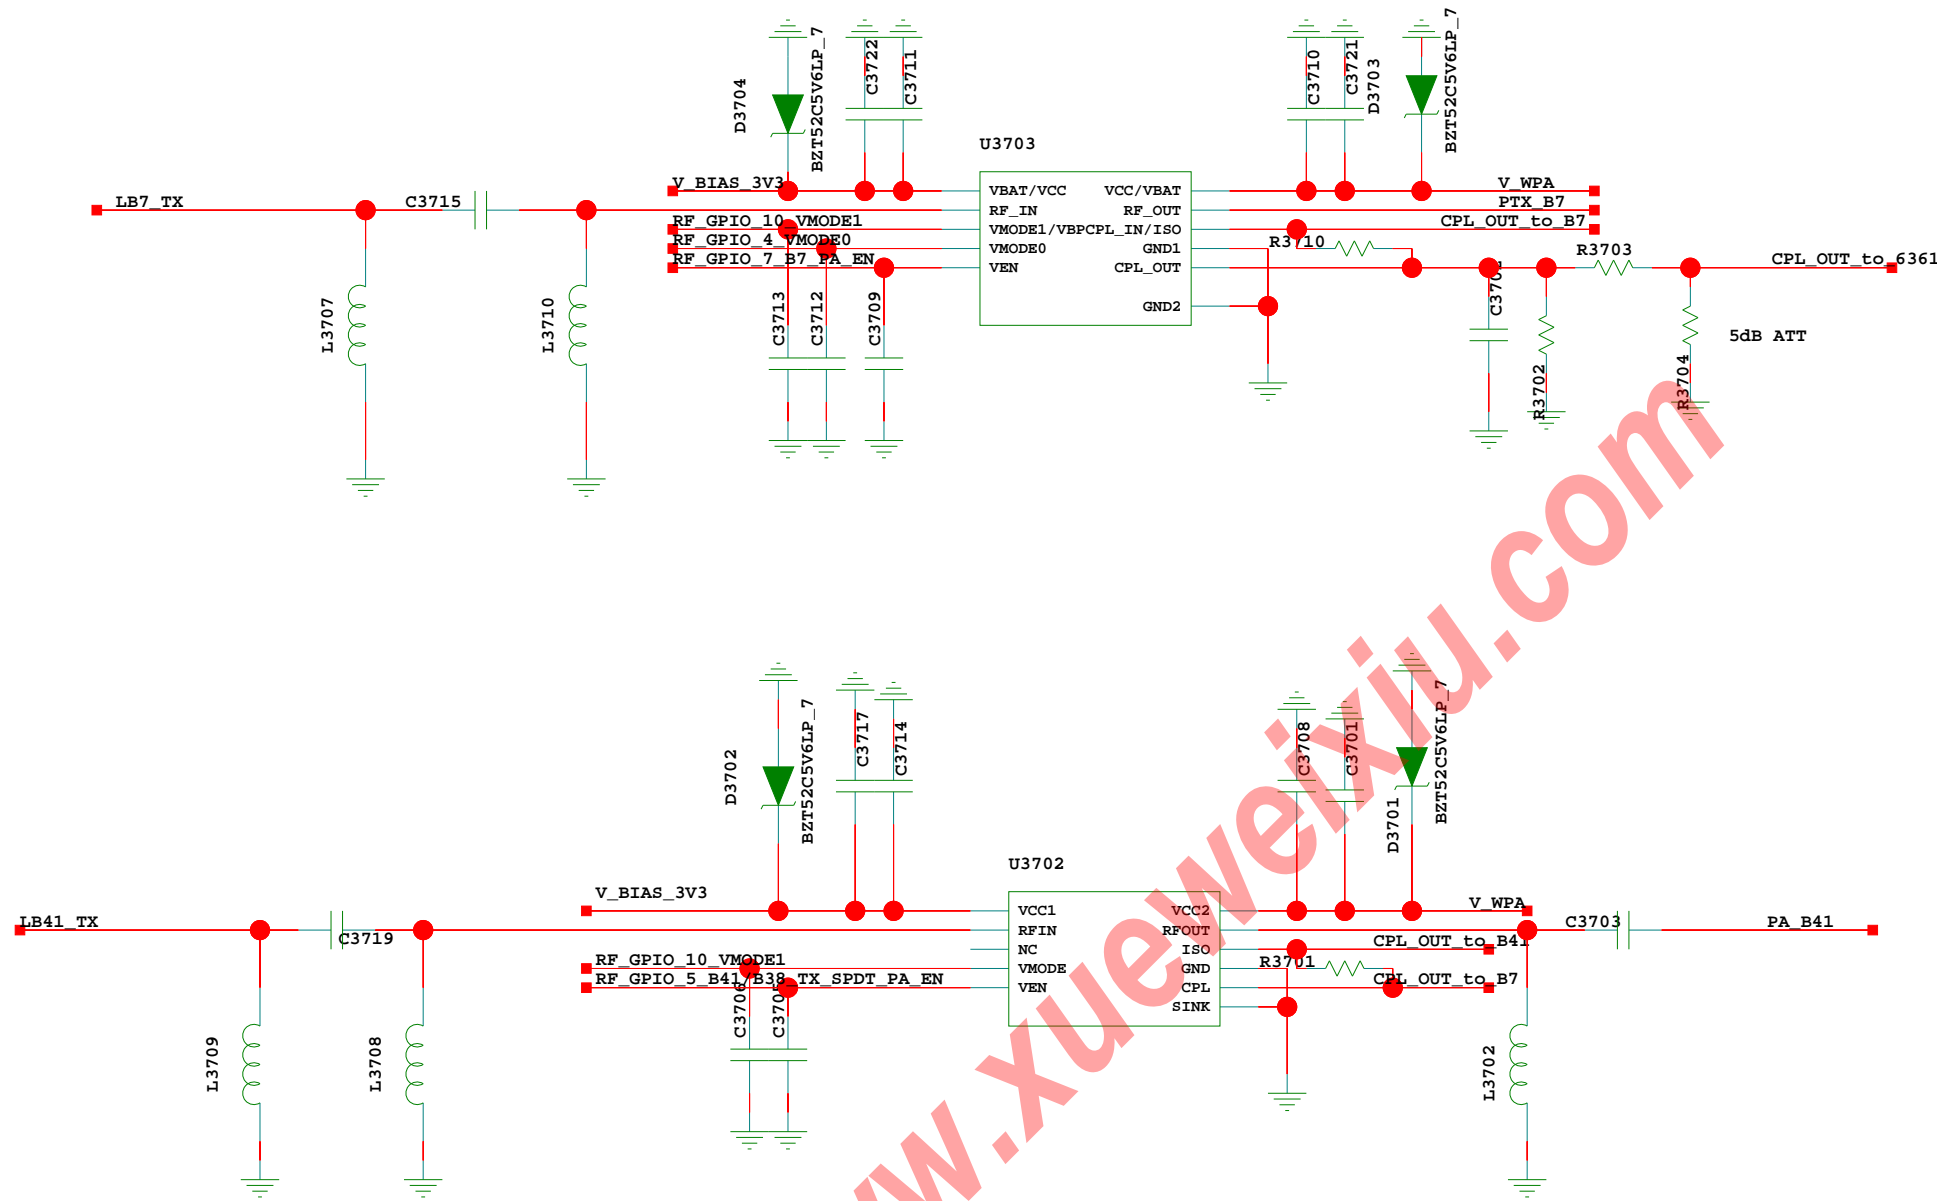 C3722
C3711
D3704
BZT52C5V6LP_7
C3710
C3721
D3703
BZT52C5V6LP_7
U3703
V_BIAS_3V3
VBAT/VCC
VCC/VBAT
V_WPA
LB7_TX
C3715
RF_IN
RF_OUT
PTX_B7
RF_GPIO_10_VMODE1
VMODE1/VBPCPL_IN/ISO
CPL_OUT_to_B7
RF_GPIO_4_VMODE0
VMODE0
GND1
R3710
R3703
RF_GPIO_7_B7_PA_EN
VEN
CPL_OUT
CPL_OUT_to_6361
GND2
L3707
L3710
C3713
C3712
C3709
R3702
R3704
5dB ATT
D3702
BZT52C5V6LP_7
C3717
C3714
C3708
C3701
D3701
BZT52C5V6LP_7
U3702
V_BIAS_3V3
VCC1
VCC2
V_WPA
LB41_TX
C3719
RFIN
RFOUT
C3703
PA_B41
NC
ISO
CPL_OUT_to_B41
RF_GPIO_10_VMODE1
VMODE
GND
R3701
RF_GPIO_5_B41/B38_TX_SPDT_PA_EN
VEN
CPL
CPL_OUT_to_B7
SINK
C3706
L3709
L3708
L3702
w.xueweixiu.com